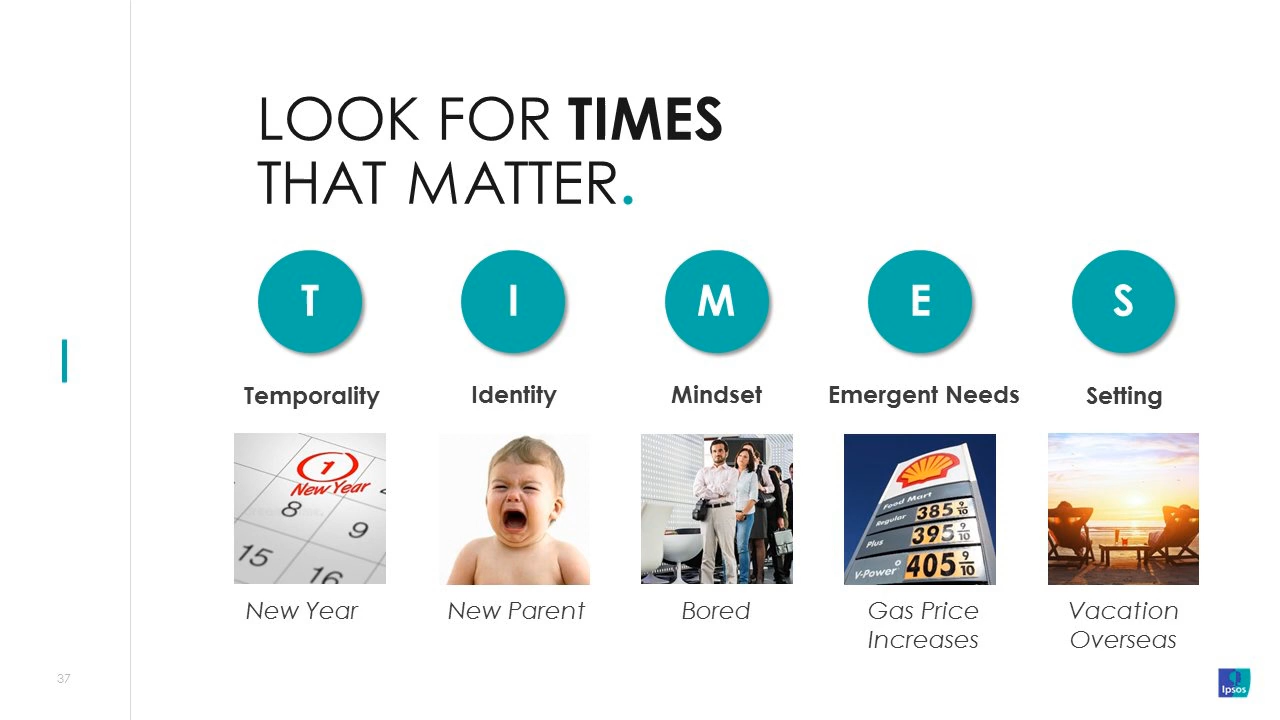 LOOK FOR TIMES
THAT MATTER.
T
I
M
E
S
Temporality
Identity
Mindset
Emergent Needs
Setting
1
New Year
8
9
15
16
Food Mart
Regular 385 9/10
Plus 395 9/10
V-Power 405 9/10
New Year
New Parent
Bored
Gas Price
Increases
Vacation
Overseas
37
Ipsos